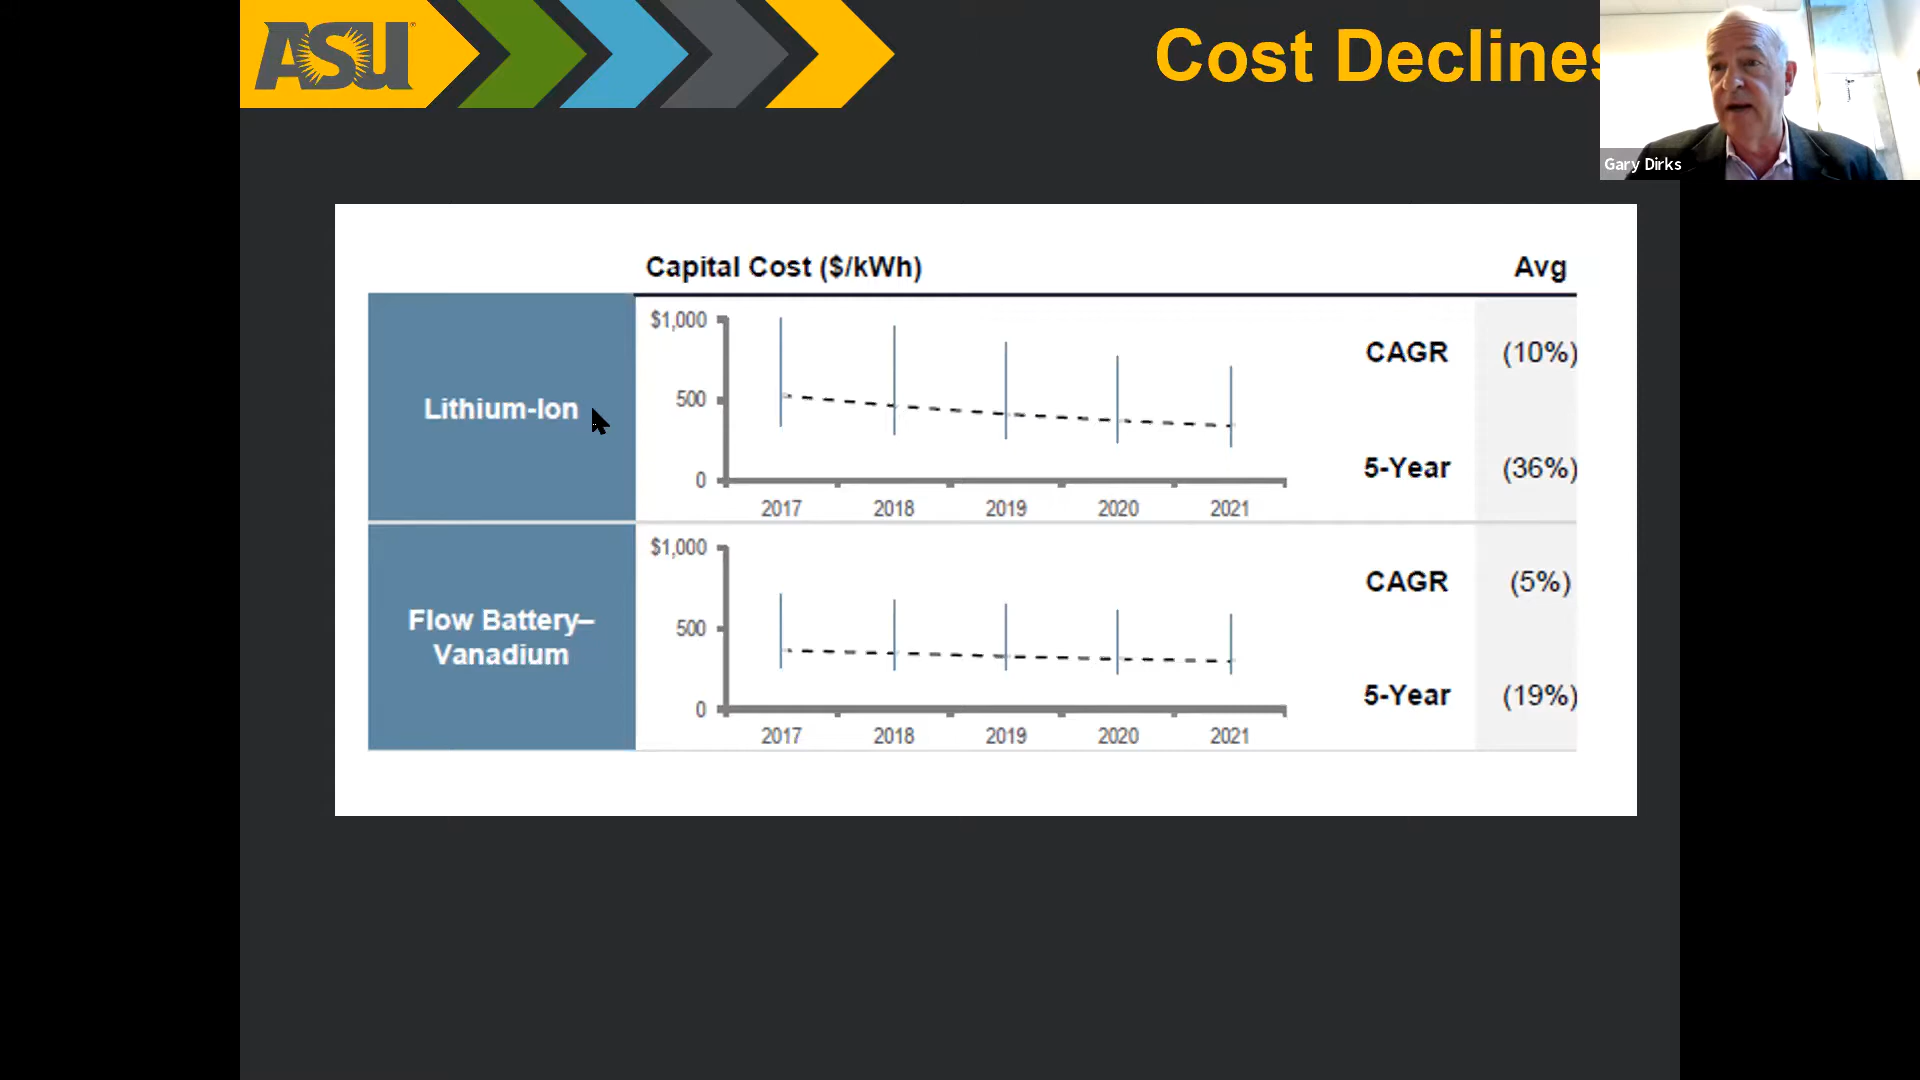 ASU
Cost Declines
Gary Dirks
Capital Cost ($/kWh)
Avg
Lithium-Ion
$1,000
500
0
2017 2018 2019 2020 2021
CAGR (10%)
5-Year (36%)
Flow Battery–
Vanadium
$1,000
500
0
2017 2018 2019 2020 2021
CAGR (5%)
5-Year (19%)